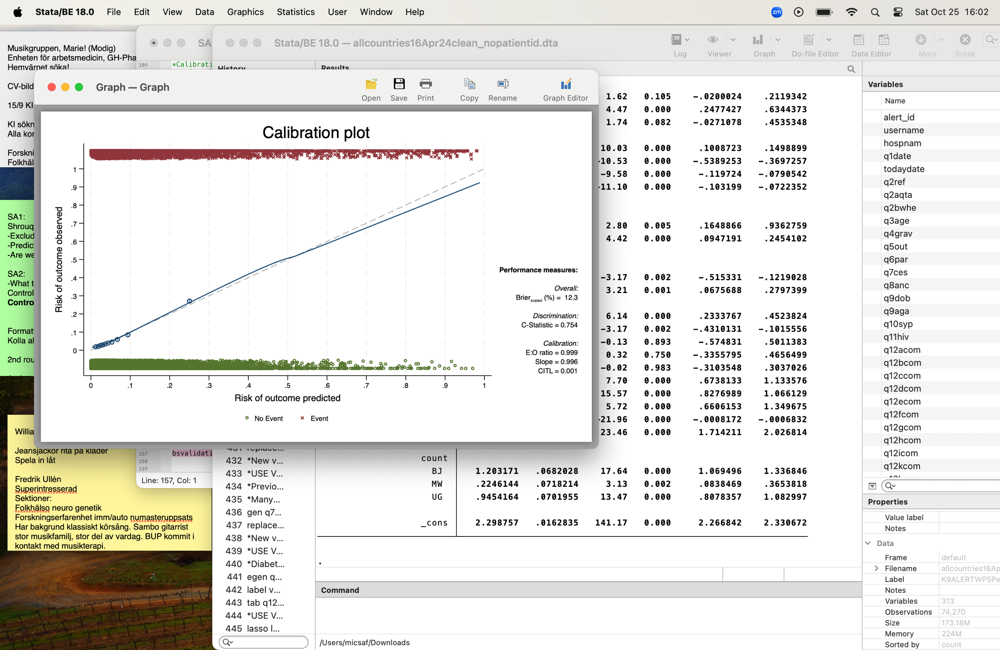 Stata/BE 18.0 File Edit View Data Graphics Statistics User Window Help
zm Sat Oct 25 16:02
Musikgruppen, Marie! (Modig)
Enheten för arbetsmedicin, GH-Pha
Hemvärnet söka!
CV-bild
15/9 KI
KI sökn
Alla kor
Forskni
Folkhäl
SA1:
Shrouq
-Exclud
-Predic
-Are we
SA2:
-What t
Control
Contro
Format
Kolla al
2nd rou
Willia
Jeansjackor rita på kläder
Spela in låt
Fredrik Ullén
Superintresserad
Sektioner:
Folkhälso neuro genetik
Forskningserfarenhet imm/auto numasteruppsats
Har bakgrund klassiskt körsång. Sambo gitarrist
stor musikfamilj, stor del av vardag. BUP kommit i
kontakt med musikterapi.
SA
109 *Calibrati
157 bsvalidati
158
159
Line: 157, Col: 1
Stata/BE 18.0 — allcountries16Apr24clean_nopatientid.dta
Log Viewer Graph Do-file Editor Data Editor More Break
History
Results
Graph — Graph
Open Save Print Copy Rename Graph Editor
Calibration plot
Risk of outcome observed
1
.9
.8
.7
.6
.5
.4
.3
.2
.1
0
0 .1 .2 .3 .4 .5 .6 .7 .8 .9 1
Risk of outcome predicted
No Event Event
Performance measures:
Overall:
Brier scaled (%) = 12.3
Discrimination:
C-Statistic = 0.754
Calibration:
E:O ratio = 0.999
Slope = 0.996
CITL = 0.001
1.62 0.105 -.0200024 .2119342
4.47 0.000 .2477427 .6344373
1.74 0.082 -.0271078 .4535348
10.03 0.000 .1008723 .1498899
-10.53 0.000 -.5389253 -.3697257
-9.58 0.000 -.119724 -.0790542
-11.10 0.000 -.103199 -.0722352
2.80 0.005 .1648866 .9362759
4.42 0.000 .0947191 .2454102
-3.17 0.002 -.515331 -.1219028
3.21 0.001 .0675688 .2797399
6.14 0.000 .2333767 .4523824
-3.17 0.002 -.4310131 -.1015556
-0.13 0.893 -.574831 .5011383
0.32 0.750 -.3355795 .4656499
-0.02 0.983 -.3103548 .3037026
7.70 0.000 .6738133 1.133576
15.57 0.000 .8276989 1.066129
5.72 0.000 .6606153 1.349675
-21.96 0.000 -.0008172 -.0006832
23.46 0.000 1.714211 2.026814
count
BJ 1.203171 .0682028 17.64 0.000 1.069496 1.336846
MW .2246144 .0718214 3.13 0.002 .0838469 .3653818
UG .9454164 .0701955 13.47 0.000 .8078357 1.082997
_cons 2.298757 .0162835 141.17 0.000 2.266842 2.330672
.
431 replace...
432 *New v...
433 *USE V...
434 *Previo...
435 *Many...
436 gen q7...
437 replace...
438 *New v...
439 *USE V...
440 *Diabet...
441 egen q...
442 label v...
443 tab q12...
444 *USE V...
445 lasso l...
Command
/Users/micsaf/Downloads
Variables
Name
alert_id
username
hospnam
q1date
todaydate
q2ref
q2aqta
q2bwhe
q3age
q4grav
q5out
q6par
q7ces
q8anc
q9dob
q9aga
q10syp
q11hiv
q12acom
q12bcom
q12ccom
q12dcom
q12ecom
q12fcom
q12gcom
q12hcom
q12icom
q12kcom
Properties
Value label
Notes
Data
Frame default
Filename allcountries16Ap
Label K9ALERTWP5Pe
Notes
Variables 313
Observations 74,270
Size 173.18M
Memory 224M
Sorted by count